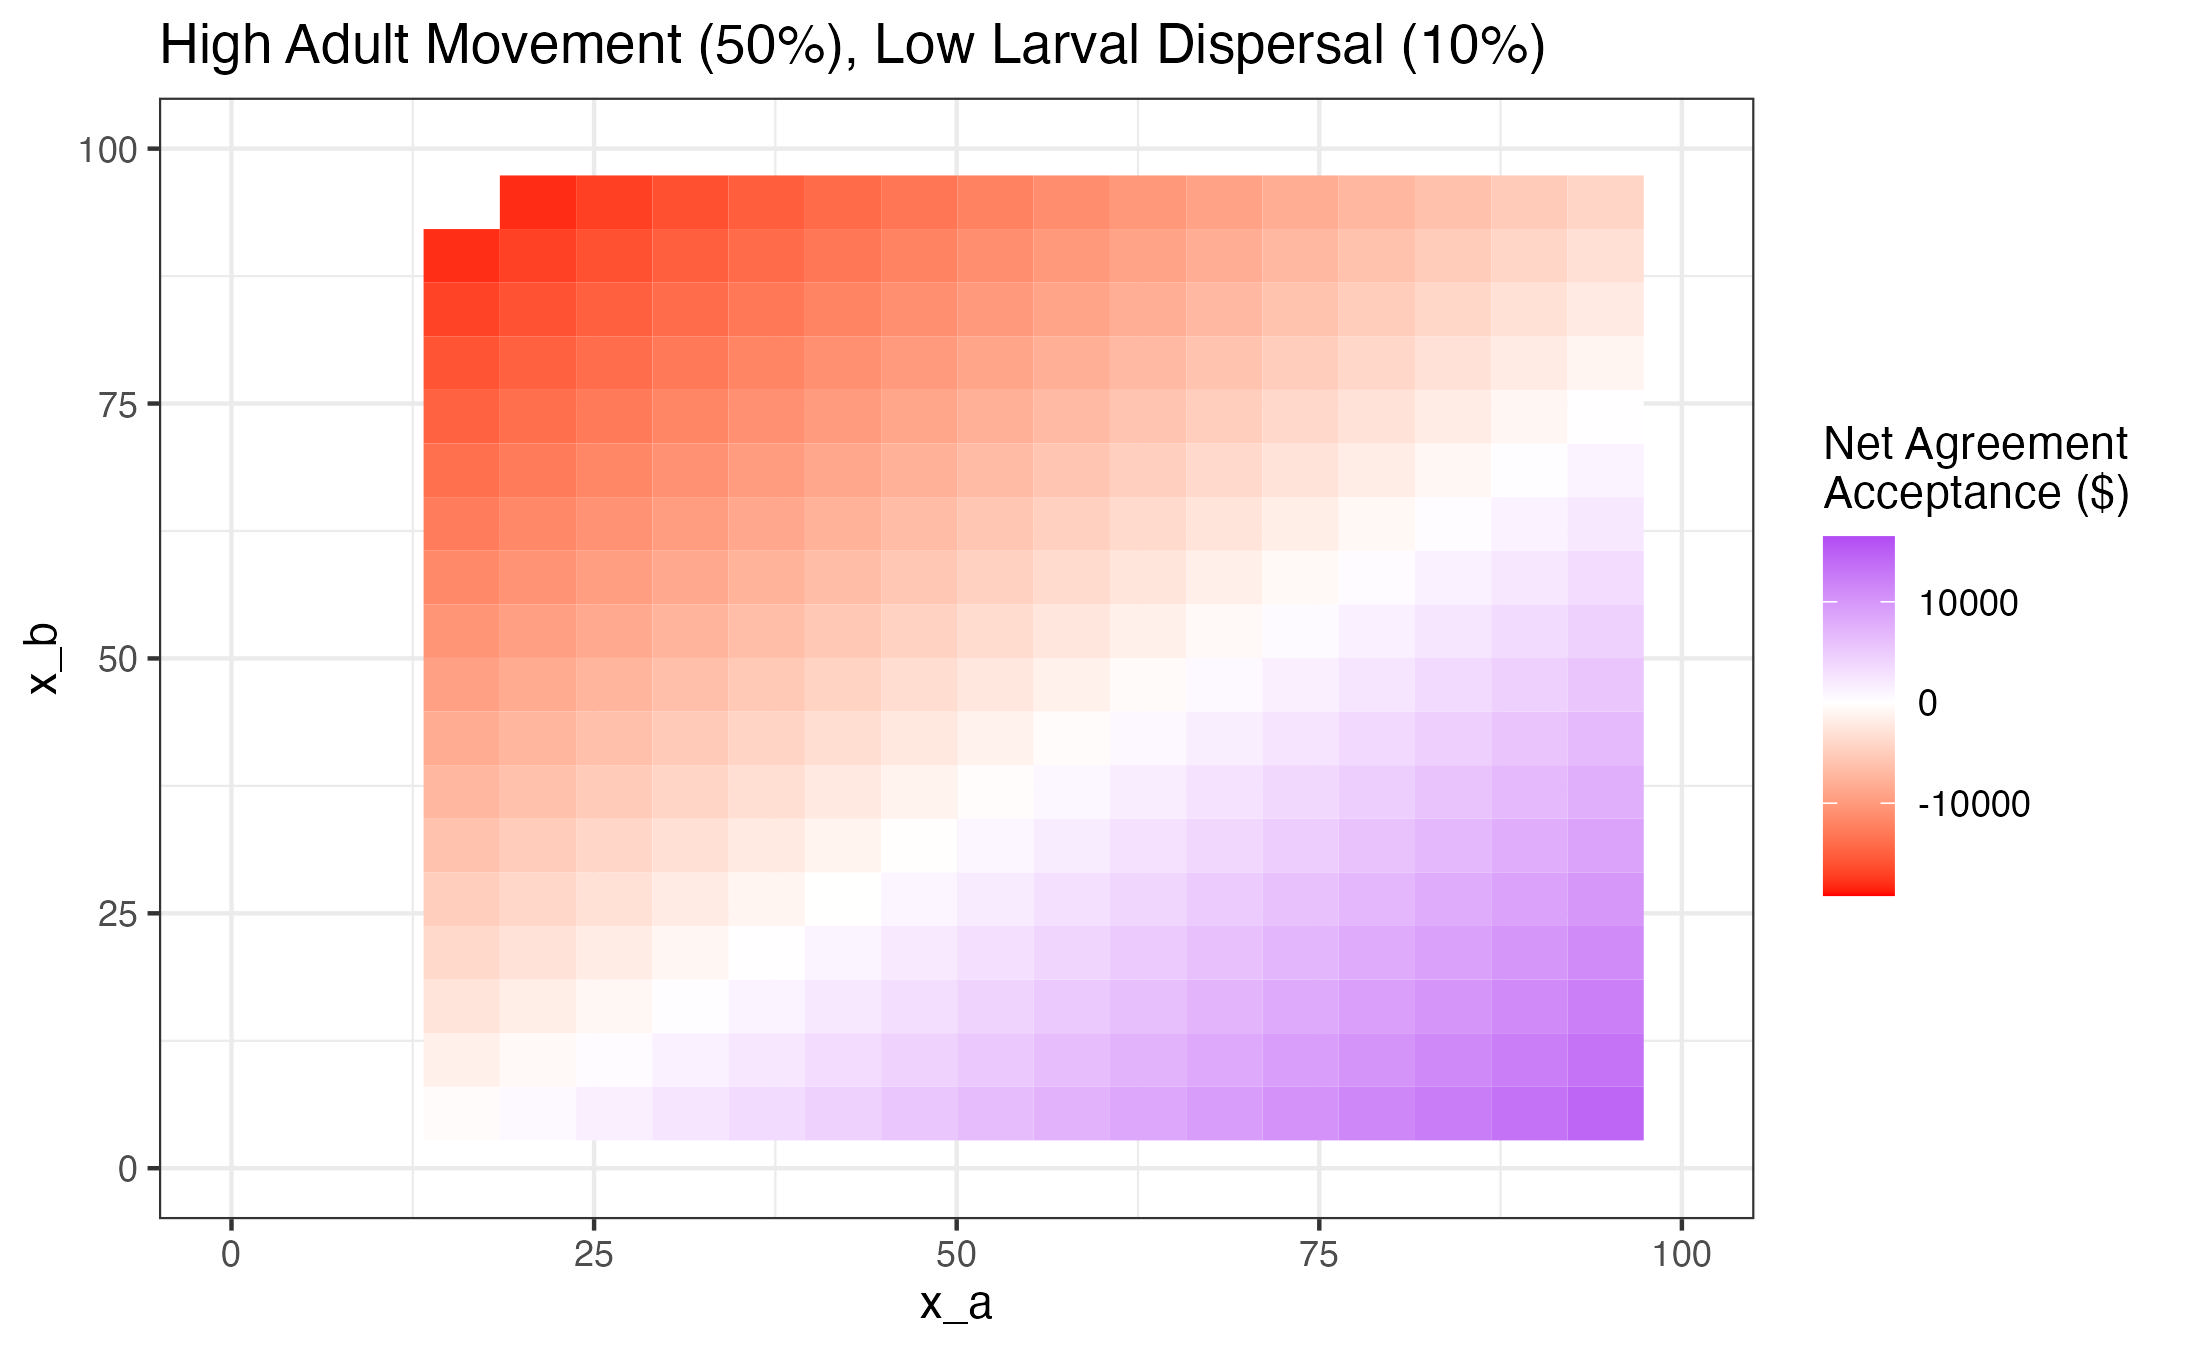 High Adult Movement (50%), Low Larval Dispersal (10%)
100
75
50
25
0
x_b
0 25 50 75 100
x_a
Net Agreement
Acceptance ($)
10000
0
-10000